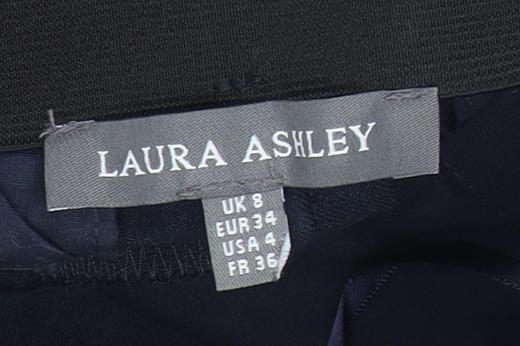 LAURA ASHLEY
UK 8
EUR 34
USA 4
FR 36